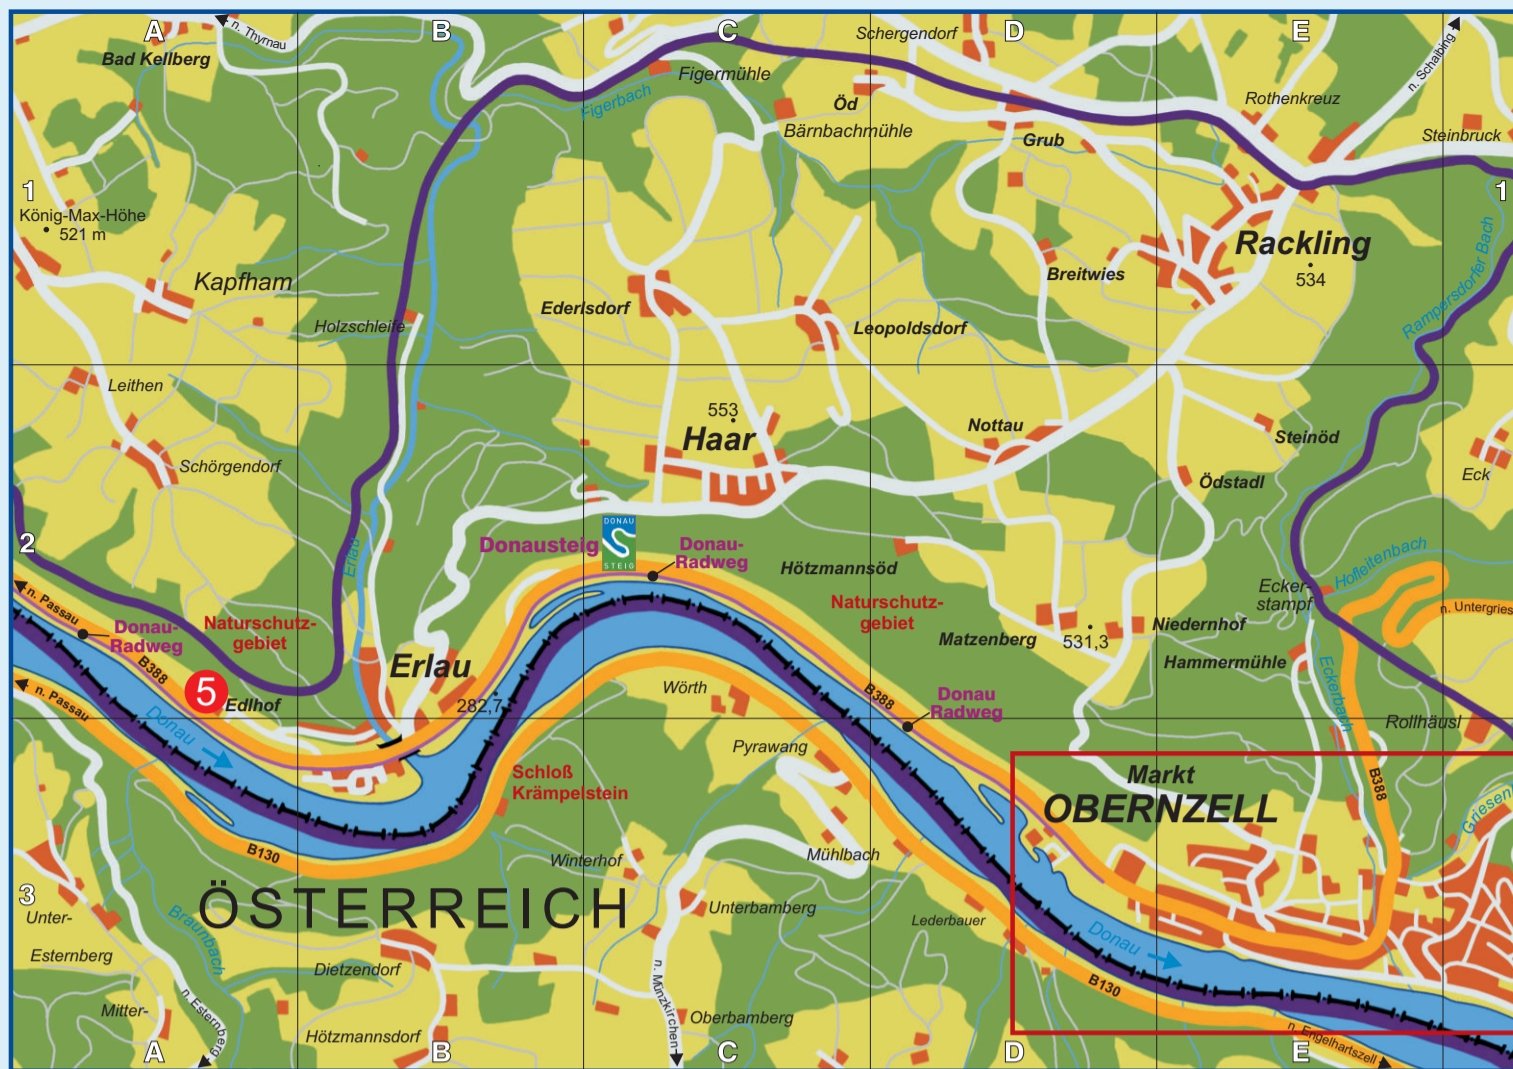 A
B
C
D
E
n. Thyrnau
Bad Kellberg
Schergendorf
n. Schaibing
Figermühle
Figerbach
Öd
Bärnbachmühle
Rothenkreuz
Steinbruck
Grub
1
1
König-Max-Höhe
521 m
Rackling
534
Kapfham
Ederlsdorf
Breitwies
Rampersdorfer Bach
Holzschleife
Leopoldsdorf
Leithen
553
Haar
Nottau
Steinöd
Schörgendorf
Ödstadl
Eck
2
Erlau
Donausteig
DONAU
STEIG
Donau-
Radweg
Hötzmannsöd
Hofleitenbach
Ecker-
stampf
n. Passau
Donau-
Radweg
Naturschutz-
gebiet
Naturschutz-
gebiet
n. Untergries
Matzenberg
531,3
Niedernhof
B388
Erlau
Hammermühle
n. Passau
5
Edlhof
282,7
Wörth
B388
Donau
Radweg
Eckerbach
Rollhäusl
Donau
Pyrawang
Schloß
Krämpelstein
Markt
OBERNZELL
B388
B130
Winterhof
Mühlbach
3
ÖSTERREICH
Unter-
Esternberg
Braunbach
Unterbamberg
Lederbauer
Donau
Dietzendorf
n. Münzkirchen
B130
Mitter-
n. Esternberg
Hötzmannsdorf
Oberbamberg
n. Engelhartszell
A
B
C
D
E